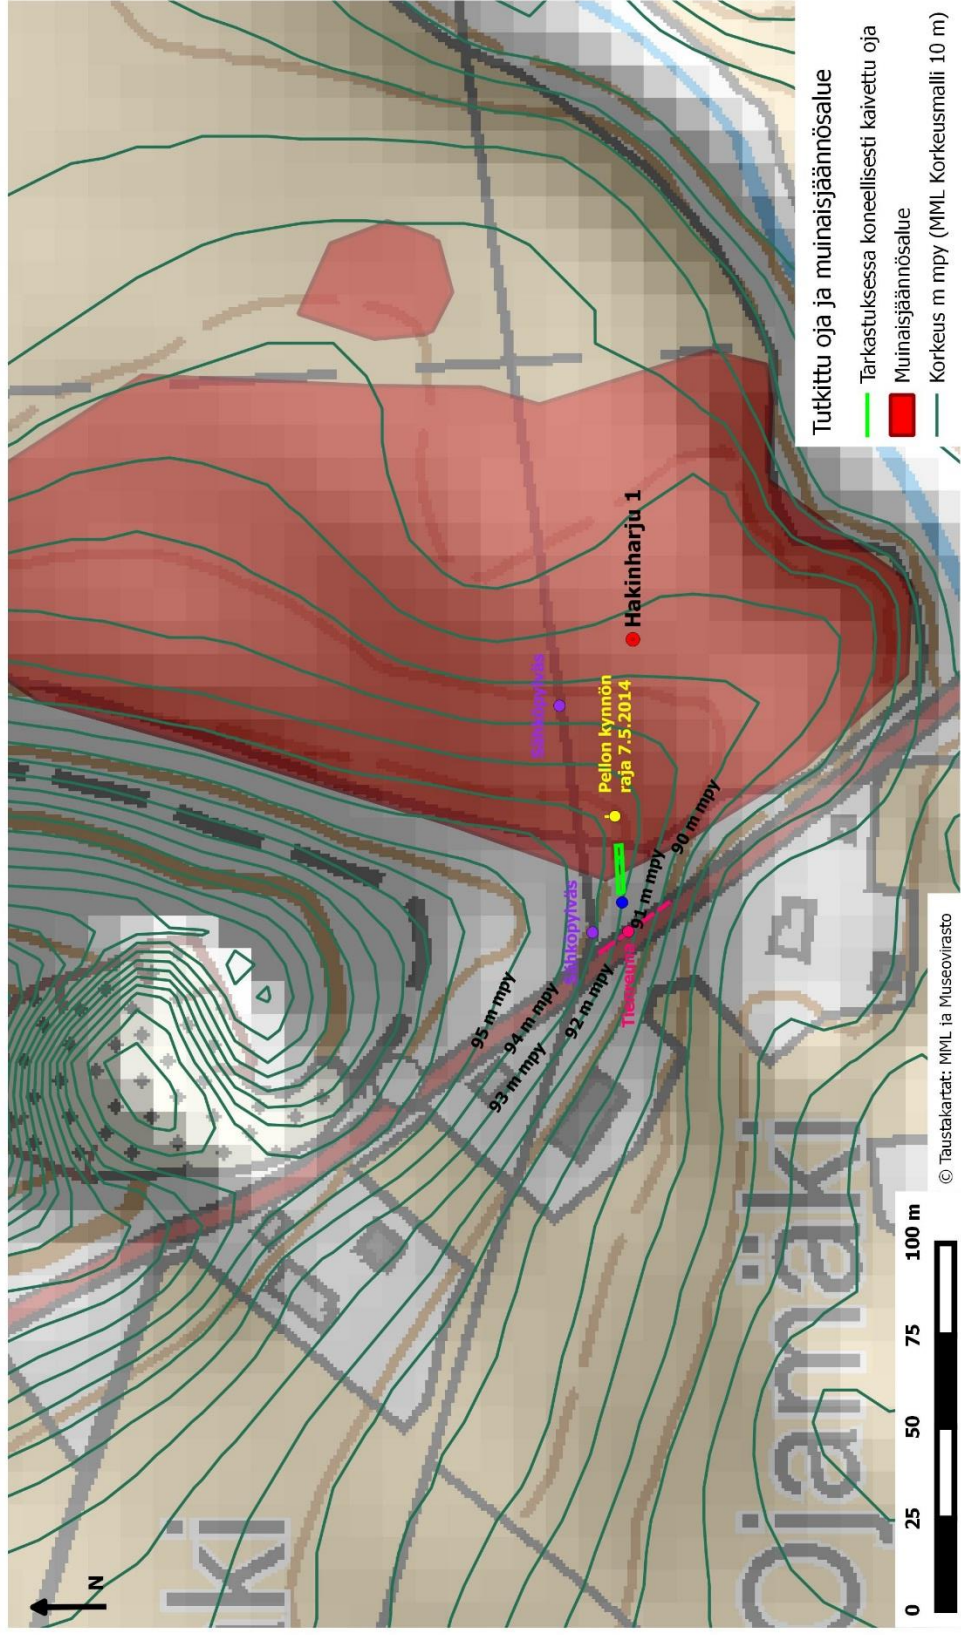 Tutkittu oja ja muinaisjäännösalue
Tarkastuksessa koneellisesti kaivettu oja
Muinaisjäännösalue
Korkeus m mpy (MML Korkeusmalli 10 m)
Sähköpylväs
Hakinharju 1
Pellon kynnön
raja 7.5.2014
Sähköpylväs
90 m mpy
91 m mpy
95 m mpy
94 m mpy
92 m mpy
93 m mpy
Ojamäki
N
0 25 50 75 100 m
© Taustakartat: MML ja Museovirasto